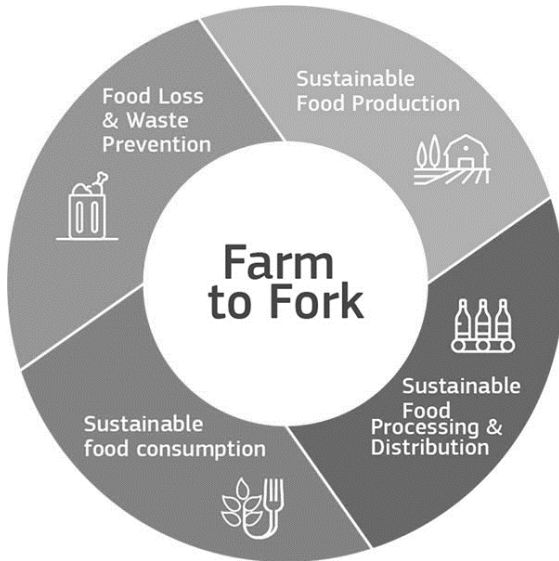 Food Loss
& Waste
Prevention
Sustainable
Food Production
Farm
to Fork
Sustainable
Food
Processing &
Distribution
Sustainable
food consumption